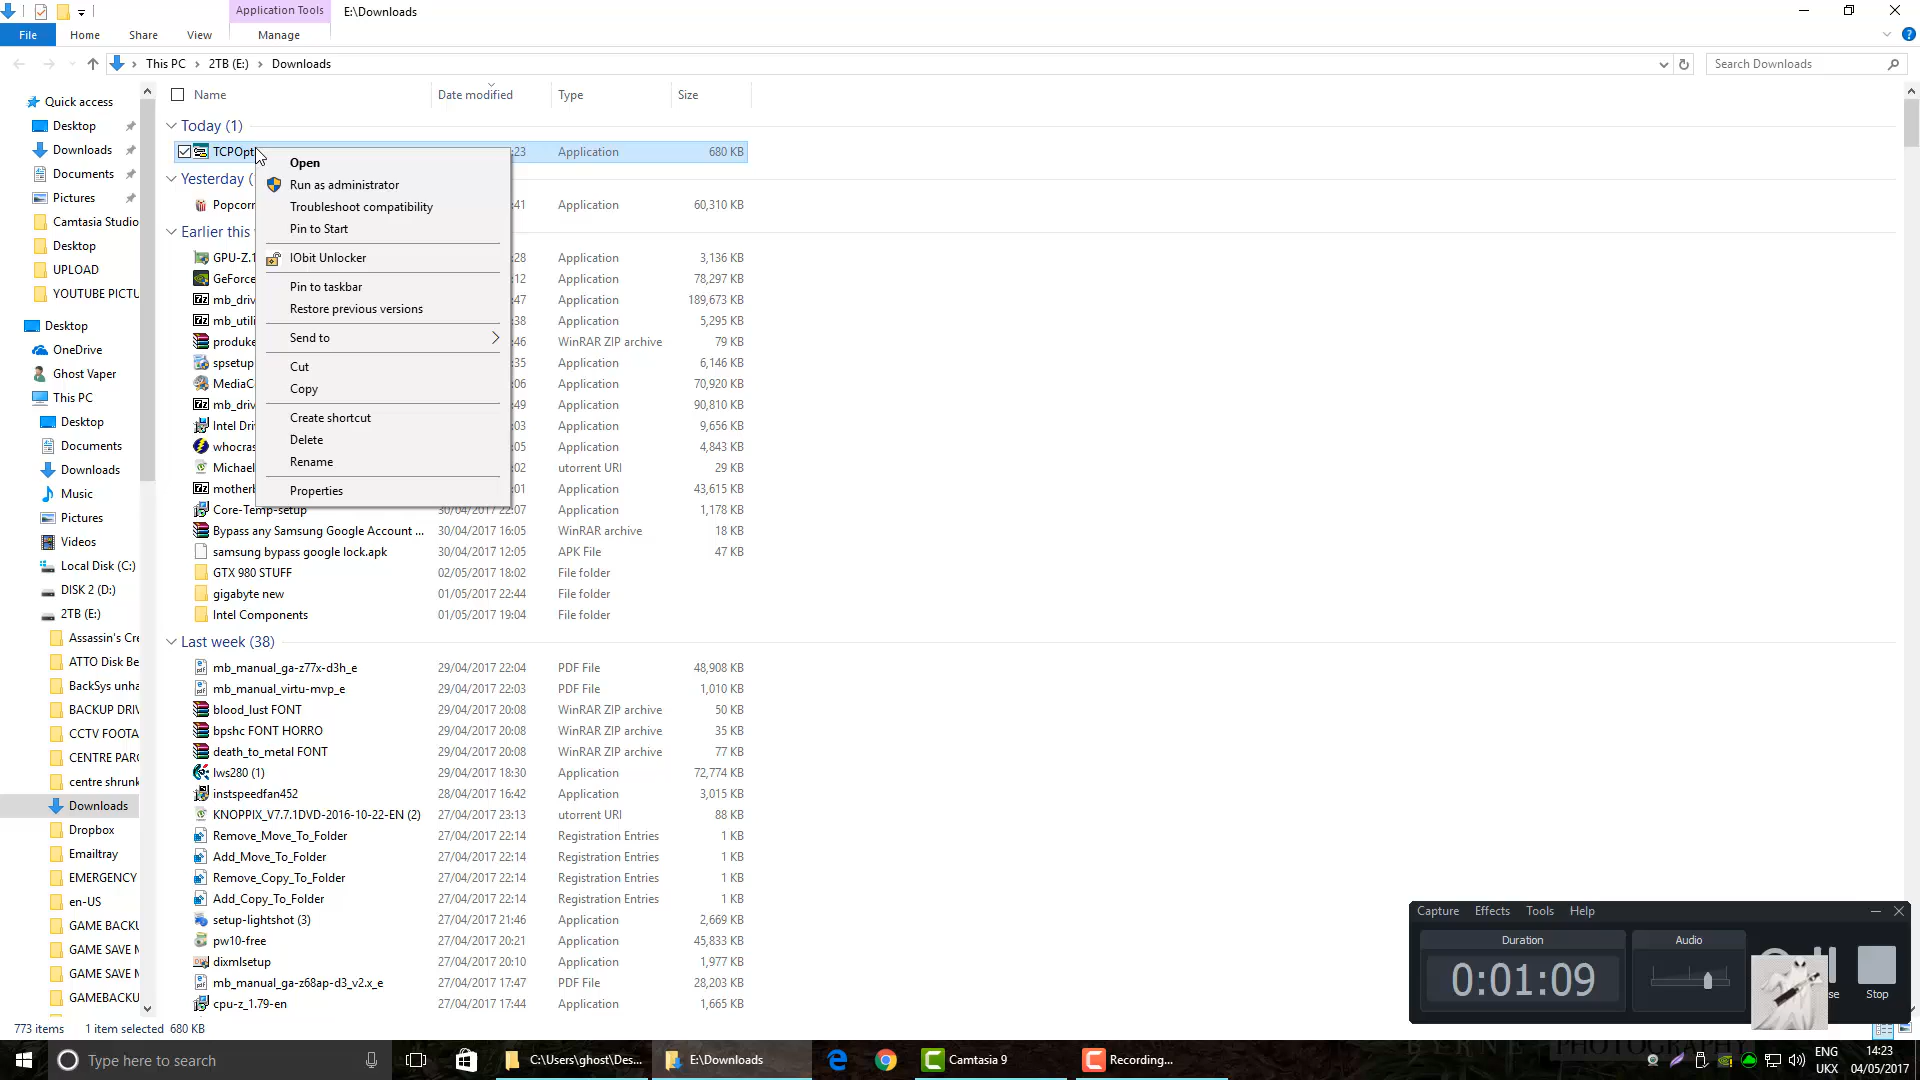 Application Tools
E:\Downloads
File
Home
Share
View
Manage
This PC
2TB (E:)
Downloads
Search Downloads
Quick access
Desktop
Downloads
Documents
Pictures
Camtasia Studio
Desktop
UPLOAD
YOUTUBE PICTU
Desktop
OneDrive
Ghost Vaper
This PC
Desktop
Documents
Downloads
Music
Pictures
Videos
Local Disk (C:)
DISK 2 (D:)
2TB (E:)
Assassin's Cre
ATTO Disk Be
BackSys unha
BACKUP DRIV
CCTV FOOTA
CENTRE PARC
centre shrunk
Downloads
Dropbox
Emailtray
EMERGENCY
en-US
GAME BACKU
GAME SAVE M
GAME SAVE M
GAMEBACKU
Name Date modified Type Size
Today (1)
TCPOpt :23 Application 680 KB
Yesterday (
Popcorn :41 Application 60,310 KB
Earlier this
GPU-Z.1 :28 Application 3,136 KB
GeForce :12 Application 78,297 KB
mb_driv :47 Application 189,673 KB
mb_utili :38 Application 5,295 KB
produke :46 WinRAR ZIP archive 79 KB
spsetup :35 Application 6,146 KB
MediaC :06 Application 70,920 KB
mb_driv :49 Application 90,810 KB
Intel Dri :03 Application 9,656 KB
whocras :05 Application 4,843 KB
Michael :02 utorrent URI 29 KB
motherb :01 Application 43,615 KB
Core-Temp-setup 30/04/2017 22:07 Application 1,178 KB
Bypass any Samsung Google Account ... 30/04/2017 16:05 WinRAR archive 18 KB
samsung bypass google lock.apk 30/04/2017 12:05 APK File 47 KB
GTX 980 STUFF 02/05/2017 18:02 File folder
gigabyte new 01/05/2017 22:44 File folder
Intel Components 01/05/2017 19:04 File folder
Last week (38)
mb_manual_ga-z77x-d3h_e 29/04/2017 22:04 PDF File 48,908 KB
mb_manual_virtu-mvp_e 29/04/2017 22:03 PDF File 1,010 KB
blood_lust FONT 29/04/2017 20:08 WinRAR ZIP archive 50 KB
bpshc FONT HORRO 29/04/2017 20:08 WinRAR ZIP archive 35 KB
death_to_metal FONT 29/04/2017 20:08 WinRAR ZIP archive 77 KB
lws280 (1) 29/04/2017 18:30 Application 72,774 KB
instspeedfan452 28/04/2017 16:42 Application 3,015 KB
KNOPPIX_V7.7.1DVD-2016-10-22-EN (2) 27/04/2017 23:13 utorrent URI 88 KB
Remove_Move_To_Folder 27/04/2017 22:14 Registration Entries 1 KB
Add_Move_To_Folder 27/04/2017 22:14 Registration Entries 1 KB
Remove_Copy_To_Folder 27/04/2017 22:14 Registration Entries 1 KB
Add_Copy_To_Folder 27/04/2017 22:14 Registration Entries 1 KB
setup-lightshot (3) 27/04/2017 21:46 Application 2,669 KB
pw10-free 27/04/2017 20:21 Application 45,833 KB
dixmlsetup 27/04/2017 20:10 Application 1,977 KB
mb_manual_ga-z68ap-d3_v2.x_e 27/04/2017 17:47 PDF File 28,203 KB
cpu-z_1.79-en 27/04/2017 17:44 Application 1,665 KB
Open
Run as administrator
Troubleshoot compatibility
Pin to Start
IObit Unlocker
Pin to taskbar
Restore previous versions
Send to
Cut
Copy
Create shortcut
Delete
Rename
Properties
Capture Effects Tools Help
Duration
Audio
0:01:09
se
Stop
773 items 1 item selected 680 KB
Type here to search
C:\Users\ghost\Des...
E:\Downloads
Camtasia 9
Recording...
PHOTOGRAPHY
ENG
UKX
14:23
04/05/2017